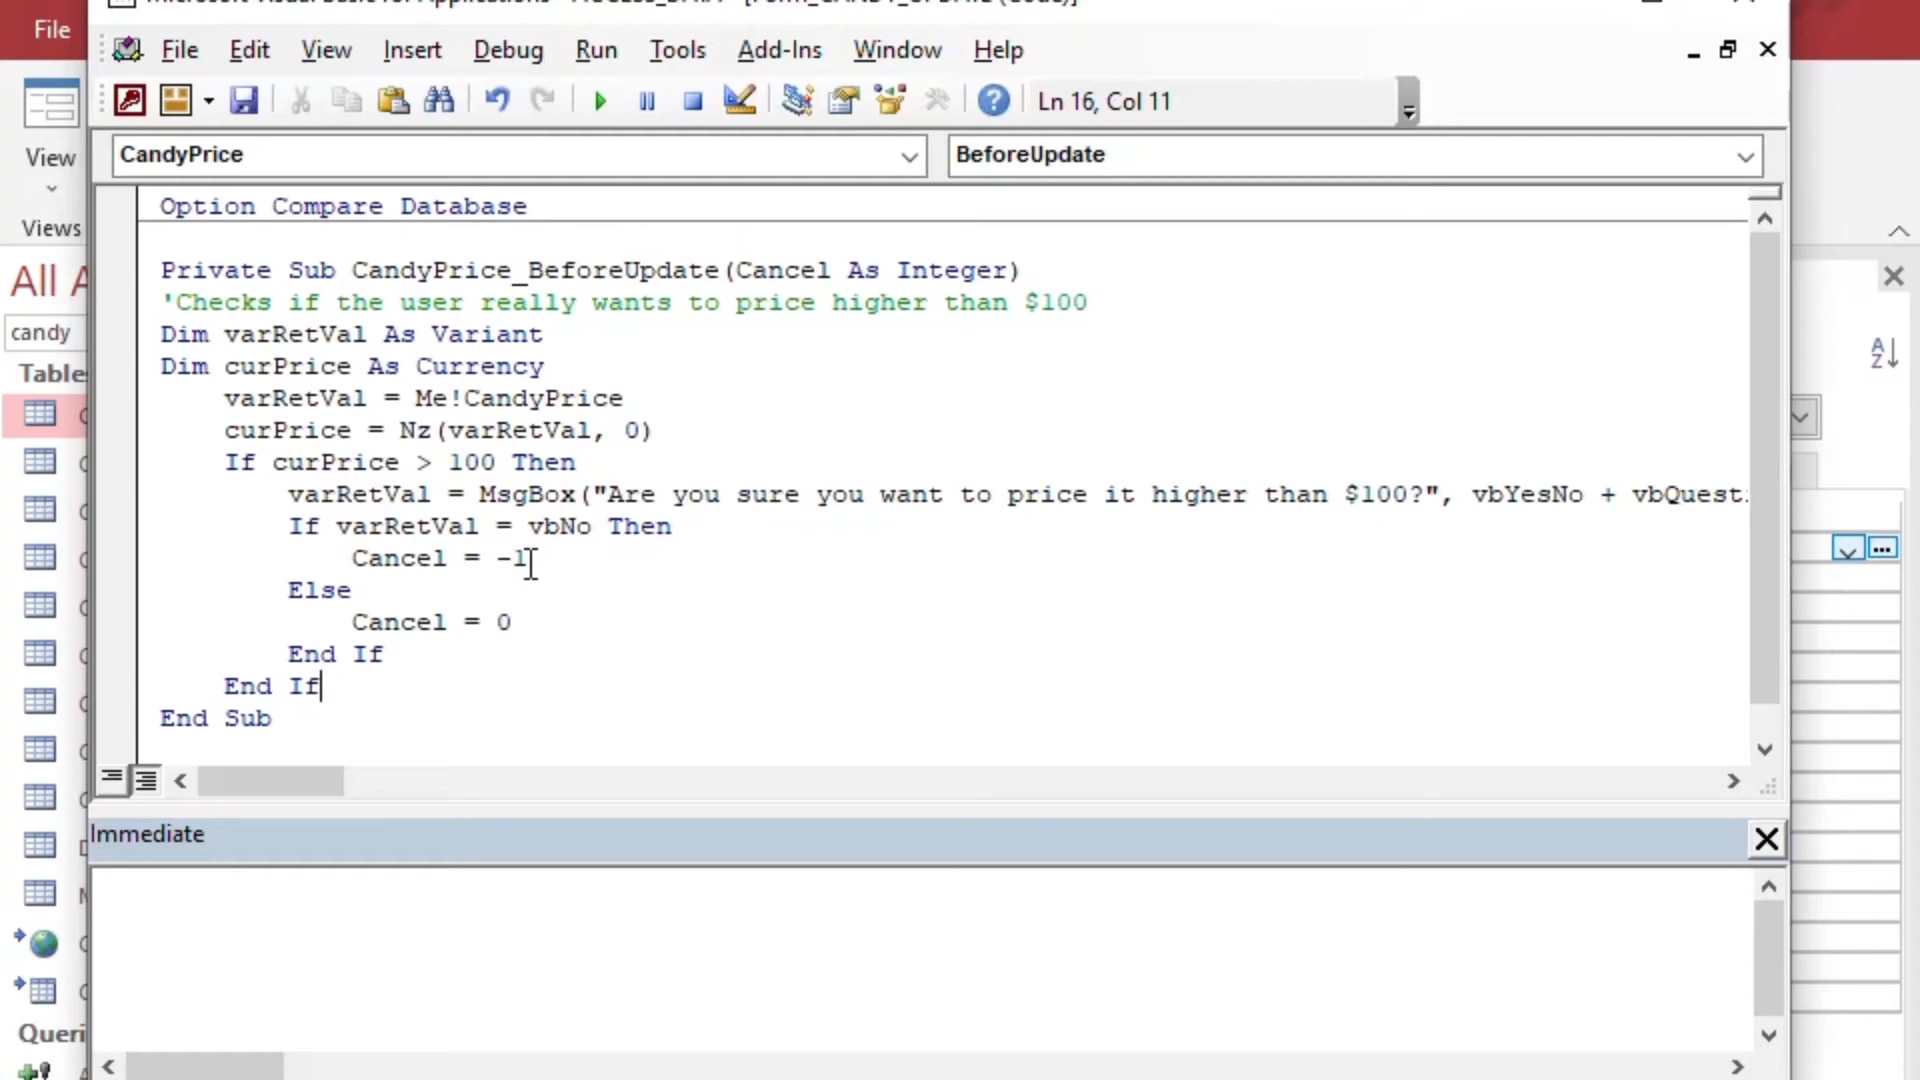 File
File Edit View Insert Debug Run Tools Add-Ins Window Help
Ln 16, Col 11
View
Views
CandyPrice
BeforeUpdate
Option Compare Database
Private Sub CandyPrice_BeforeUpdate(Cancel As Integer)
'Checks if the user really wants to price higher than $100
Dim varRetVal As Variant
Dim curPrice As Currency
varRetVal = Me!CandyPrice
curPrice = Nz(varRetVal, 0)
If curPrice > 100 Then
varRetVal = MsgBox("Are you sure you want to price it higher than $100?", vbYesNo +
If varRetVal = vbNo Then
Cancel = -1
Else
Cancel = 0
End If
End If
End Sub
All
candy
Immediate